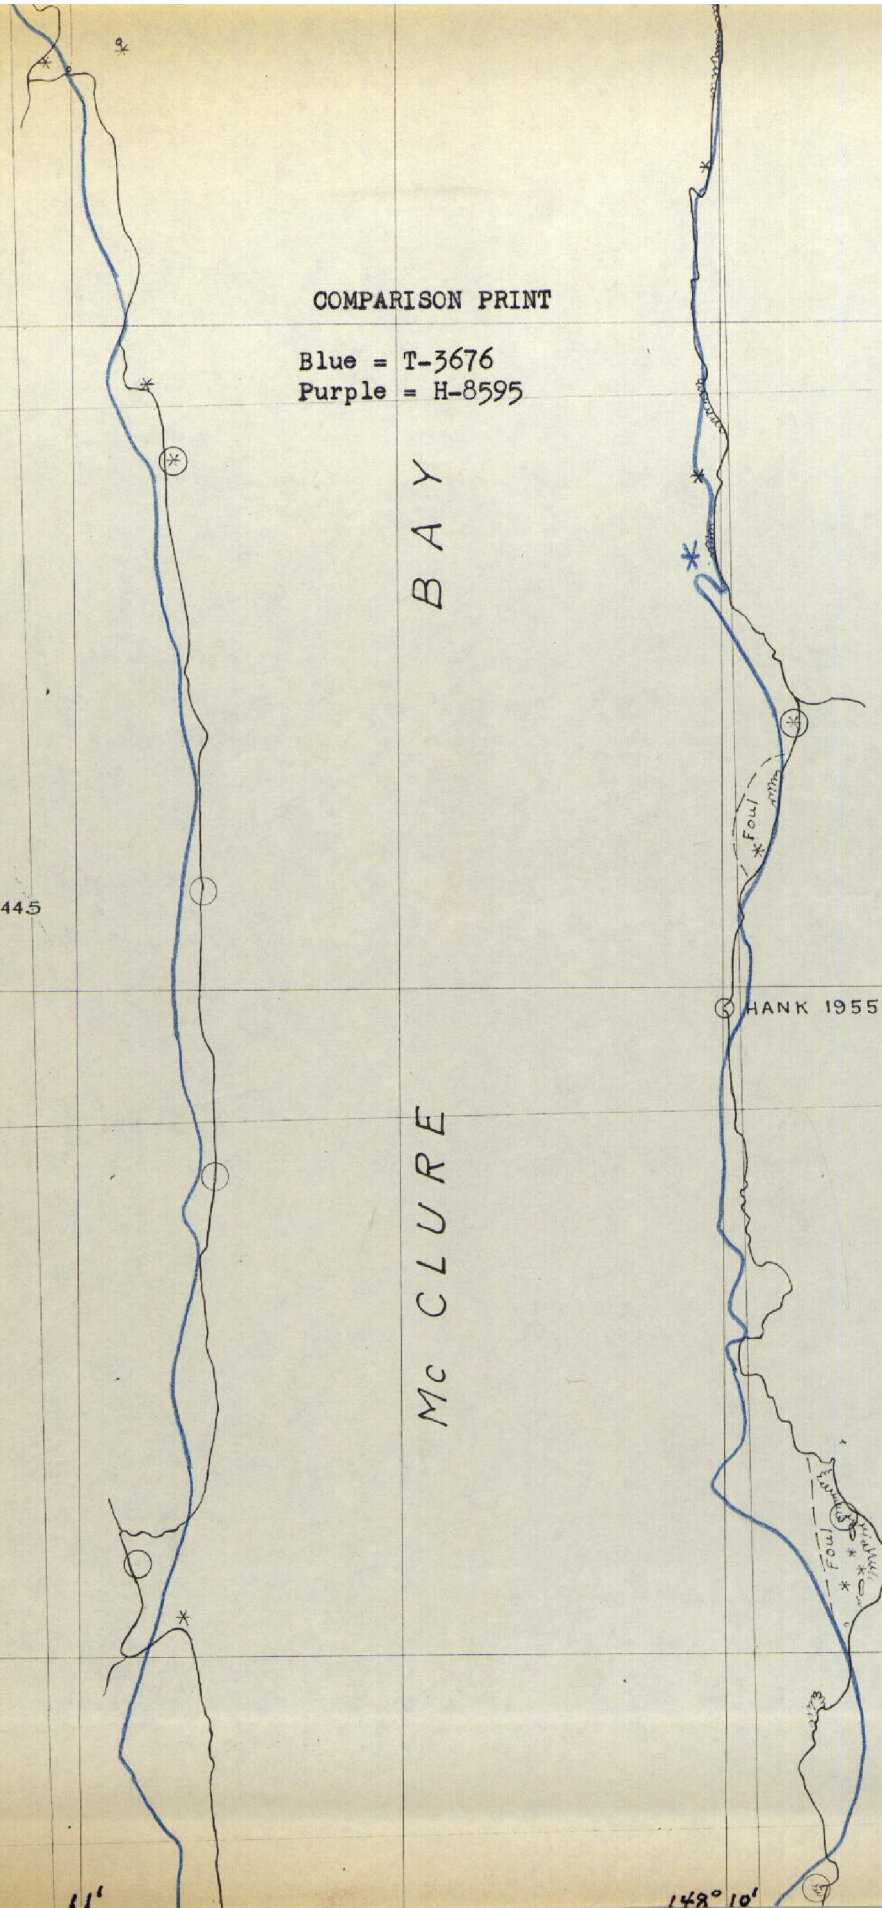 COMPARISON PRINT
Blue = T-3676
Purple = H-8595
Mc CLURE BAY
Foul
445
HANK 1955
Foul
11'
148° 10'